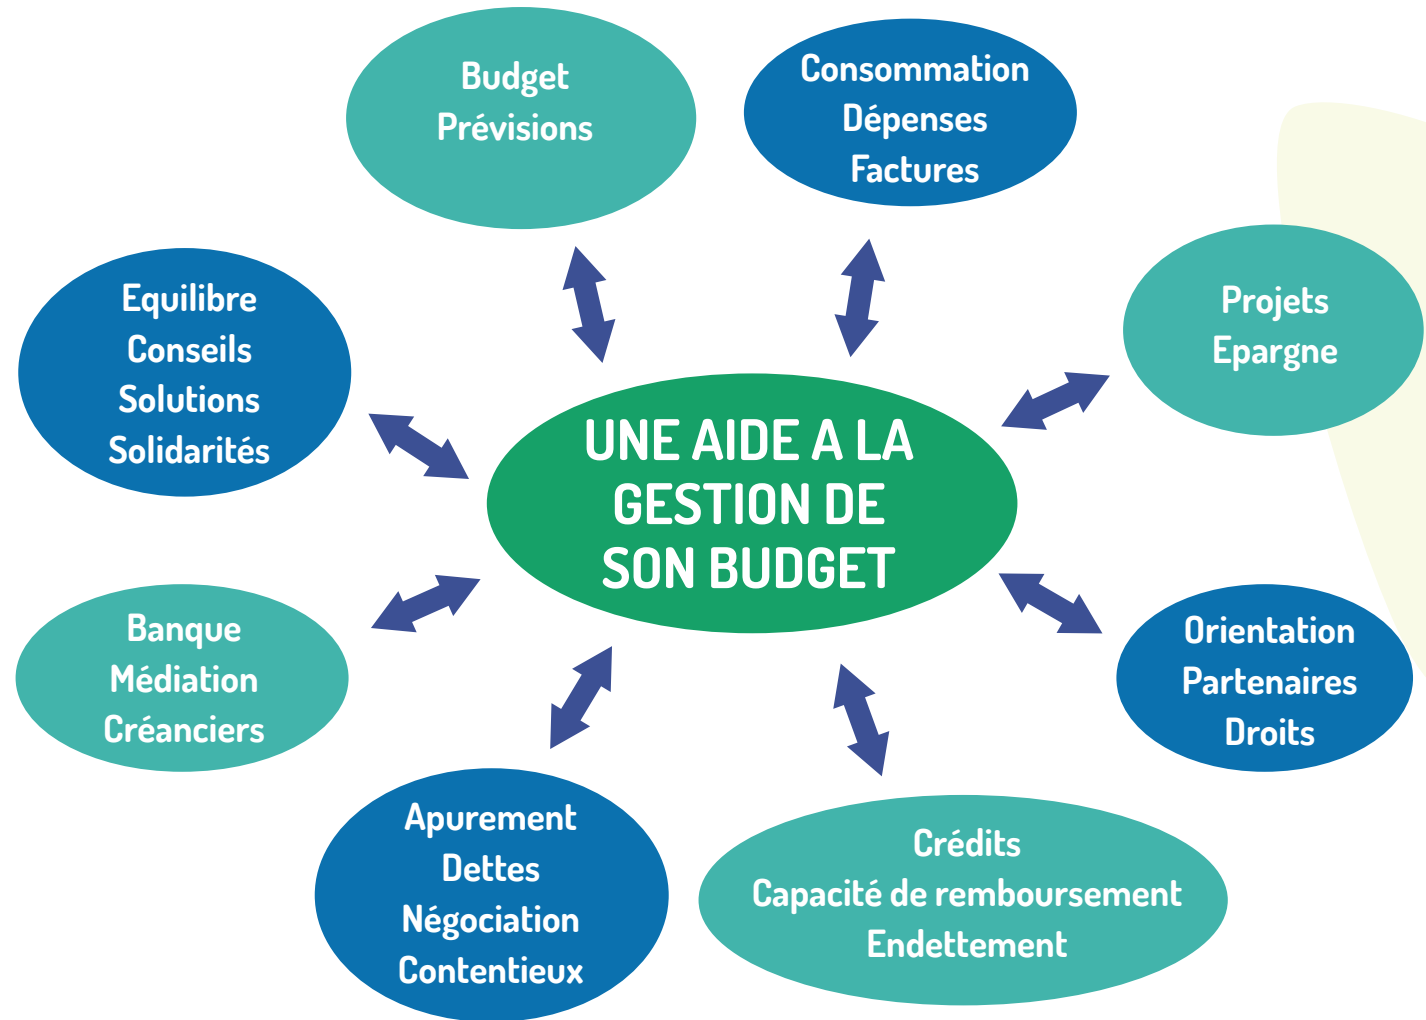 Budget
Prévisions
Consommation
Dépenses
Factures
Equilibre
Conseils
Solutions
Solidarités
Projets
Epargne
UNE AIDE A LA
GESTION DE
SON BUDGET
Banque
Médiation
Créanciers
Orientation
Partenaires
Droits
Apurement
Dettes
Négociation
Contentieux
Crédits
Capacité de remboursement
Endettement